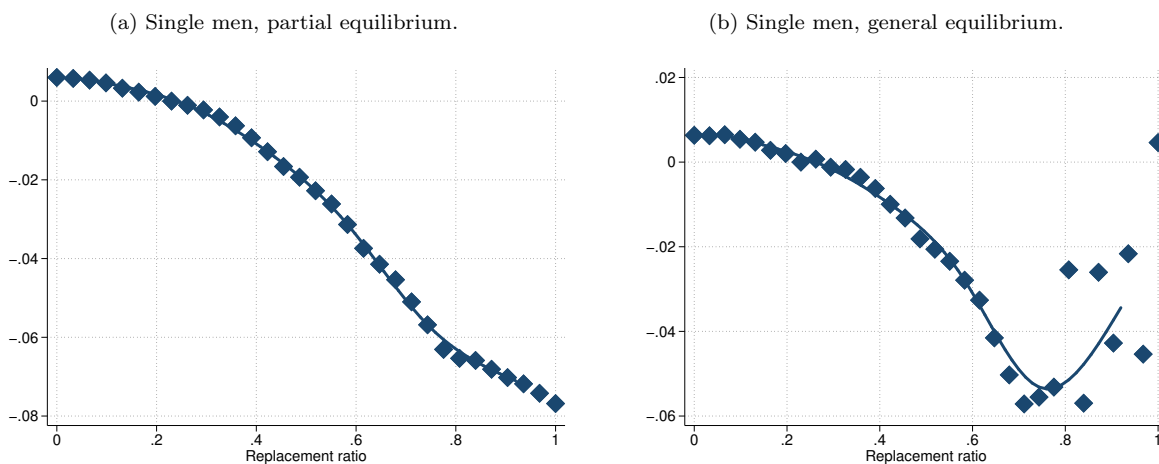 (a) Single men, partial equilibrium.
0
−.02
−.04
−.06
−.08
0 .2 .4 .6 .8 1
Replacement ratio
(b) Single men, general equilibrium.
.02
0
−.02
−.04
−.06
0 .2 .4 .6 .8 1
Replacement ratio